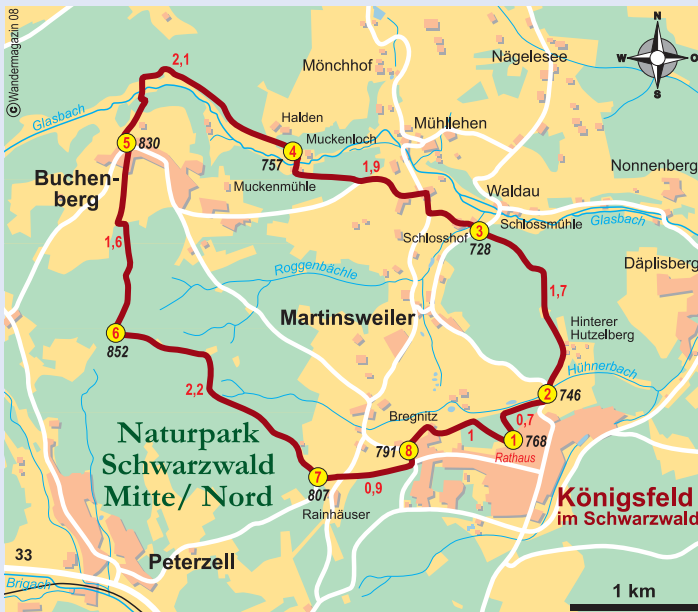 ©Wandermagazin 08
N
W
O
S
2,1
Mönchhof
Nägelesee
Glasbach
Halden
Mühllehen
5
830
Muckenloch
4
757
Nonnenberg
Buchen-
berg
Muckenmühle
1,9
Waldau
Schlossmühle
Glasbach
3
Schlosshof
728
1,6
Roggenbächle
Däplisberg
1,7
Martinsweiler
Hinterer
Hutzelberg
6
852
Hühnerbach
2,2
2
746
Bregnitz
0,7
1
1
768
Rathaus
791
8
Naturpark
Schwarzwald
Mitte/ Nord
7
807
0,9
Rainhäuser
Königsfeld
im Schwarzwald
33
Peterzell
Brigach
1 km